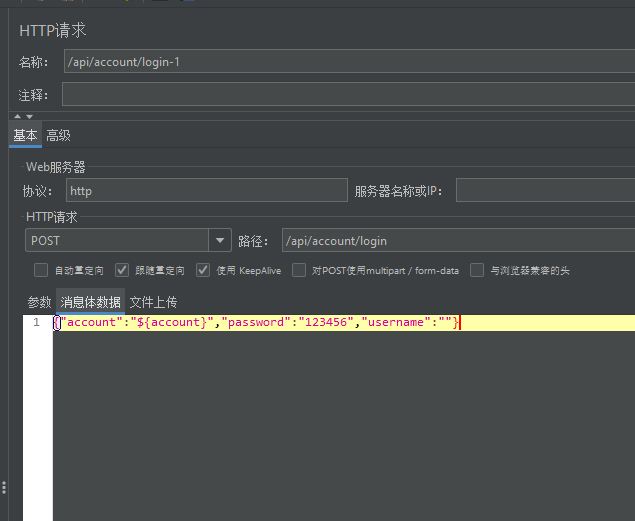 HTTP请求
名称： /api/account/login-1
注释：
基本 高级
Web服务器
协议： http 服务器名称或IP：
HTTP请求
POST 路径： /api/account/login
自动重定向 跟随重定向 使用 KeepAlive 对POST使用multipart / form-data 与浏览器兼容的头
参数 消息体数据 文件上传
1 {"account":"${account}","password":"123456","username":""}